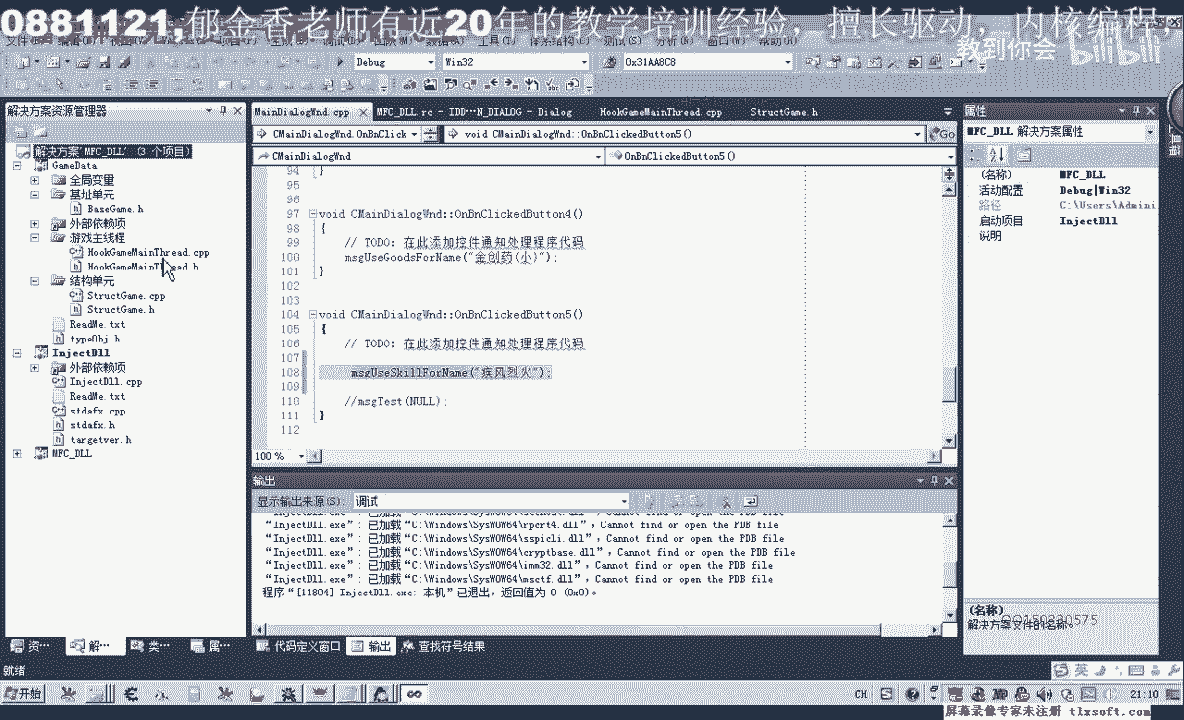 0881121,郁金香老师有近20年的教学培训经验，擅长驱动，内核编程，
教到你会 bilibili
Debug
Win32
0x31AA8C8
解决方案资源管理器
解决方案"MFC_DLL" (3 个项目)
GameData
全局变量
基址单元
BaseGame.h
外部依赖项
游戏主线程
HookGameMainThread.cpp
HookGameMainThread.h
结构单元
StructGame.cpp
StructGame.h
ReadMe.txt
typeObj.h
InjectDll
外部依赖项
InjectDll.cpp
ReadMe.txt
stdafx.cpp
stdafx.h
targetver.h
MFC_DLL
MainDialogWnd.cpp
MFC_DLL.rc - IDD...N_DIALOG - Dialog
HookGameMainThread.cpp
StructGame.h
CMainDialogWnd.OnBnClick
void CMainDialogWnd::OnBnClickedButton5()
Go
CMainDialogWnd
OnBnClickedButton5()
94 }
95
96
97 void CMainDialogWnd::OnBnClickedButton4()
98 {
99 // TODO: 在此添加控件通知处理程序代码
100 msgUseGoodsForName("金创药(小)");
101 }
102
103
104 void CMainDialogWnd::OnBnClickedButton5()
105 {
106 // TODO: 在此添加控件通知处理程序代码
107
108 msgUseSkillForName("疾风烈火");
109
110 //msgTest(NULL);
111 }
112
100 %
输出
显示输出来源(S): 调试
"InjectDll.exe": 已加载"C:\Windows\SysWOW64\rpcrt4.dll", Cannot find or open the PDB file
"InjectDll.exe": 已加载"C:\Windows\SysWOW64\sspicli.dll", Cannot find or open the PDB file
"InjectDll.exe": 已加载"C:\Windows\SysWOW64\cryptbase.dll", Cannot find or open the PDB file
"InjectDll.exe": 已加载"C:\Windows\SysWOW64\imm32.dll", Cannot find or open the PDB file
"InjectDll.exe": 已加载"C:\Windows\SysWOW64\msctf.dll", Cannot find or open the PDB file
程序"[11804] InjectDll.exe: 本机"已退出，返回值为 0 (0x0)。
属性
MFC_DLL 解决方案属性
(名称) MFC_DLL
活动配置 Debug|Win32
路径 C:\Users\Admini
启动项目 InjectDll
说明
(名称)
解决方案文件的名称。
资...
解...
类...
属...
代码定义窗口
输出
查找符号结果
就绪
英
开始
CH
21:10
屏幕录像专家未注册 tlxsoft.com